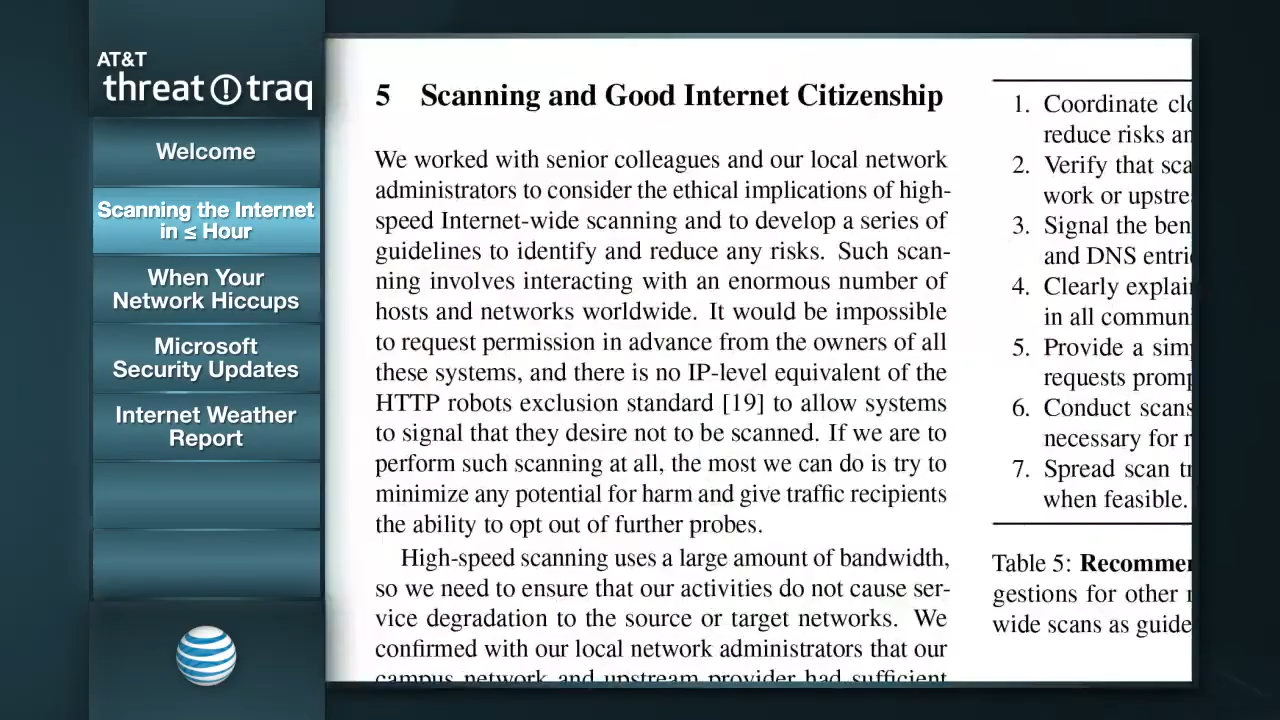 AT&T
threat traq
Welcome
Scanning the Internet
in ≤ Hour
When Your
Network Hiccups
Microsoft
Security Updates
Internet Weather
Report
5 Scanning and Good Internet Citizenship
We worked with senior colleagues and our local network
administrators to consider the ethical implications of high-
speed Internet-wide scanning and to develop a series of
guidelines to identify and reduce any risks. Such scan-
ning involves interacting with an enormous number of
hosts and networks worldwide. It would be impossible
to request permission in advance from the owners of all
these systems, and there is no IP-level equivalent of the
HTTP robots exclusion standard [19] to allow systems
to signal that they desire not to be scanned. If we are to
perform such scanning at all, the most we can do is try to
minimize any potential for harm and give traffic recipients
the ability to opt out of further probes.
High-speed scanning uses a large amount of bandwidth,
so we need to ensure that our activities do not cause ser-
vice degradation to the source or target networks. We
confirmed with our local network administrators that our
campus network and upstream provider had sufficient
1. Coordinate
reduce risks
2. Verify that
work or
3. Signal the
and DNS
4. Clearly
in all
5. Provide a
requests
6. Conduct scans
necessary for
7. Spread scan
when feasible.
Table 5:
gestions for other
wide scans as